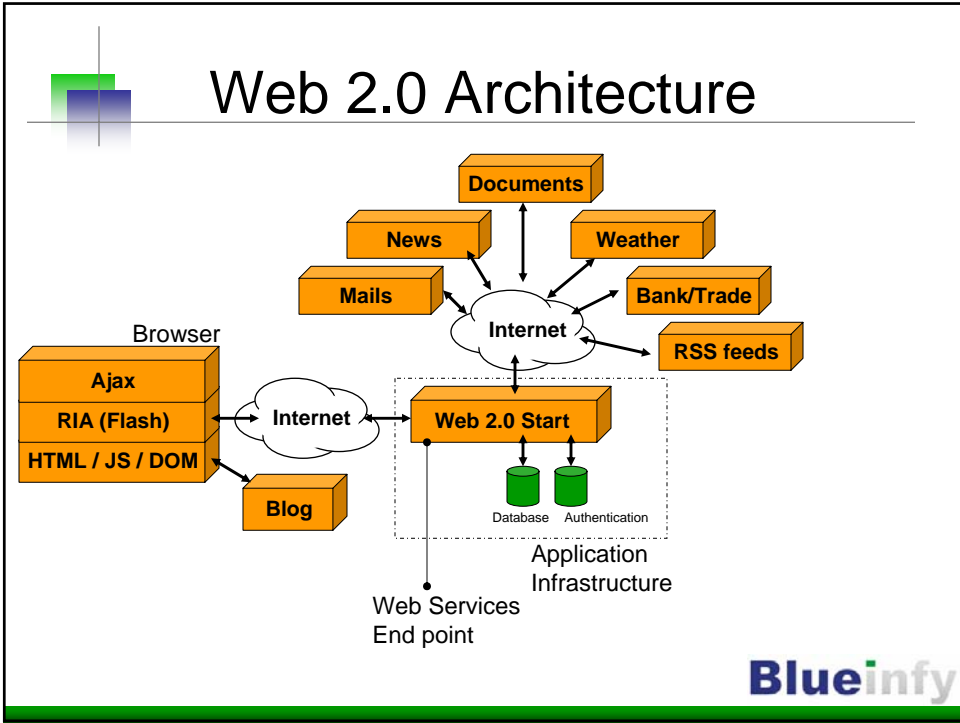 Web 2.0 Architecture
Documents
News
Weather
Mails
Bank/Trade
Internet
RSS feeds
Browser
Ajax
RIA (Flash)
HTML / JS / DOM
Internet
Web 2.0 Start
Blog
Database
Authentication
Application
Infrastructure
Web Services
End point
Blueinfy